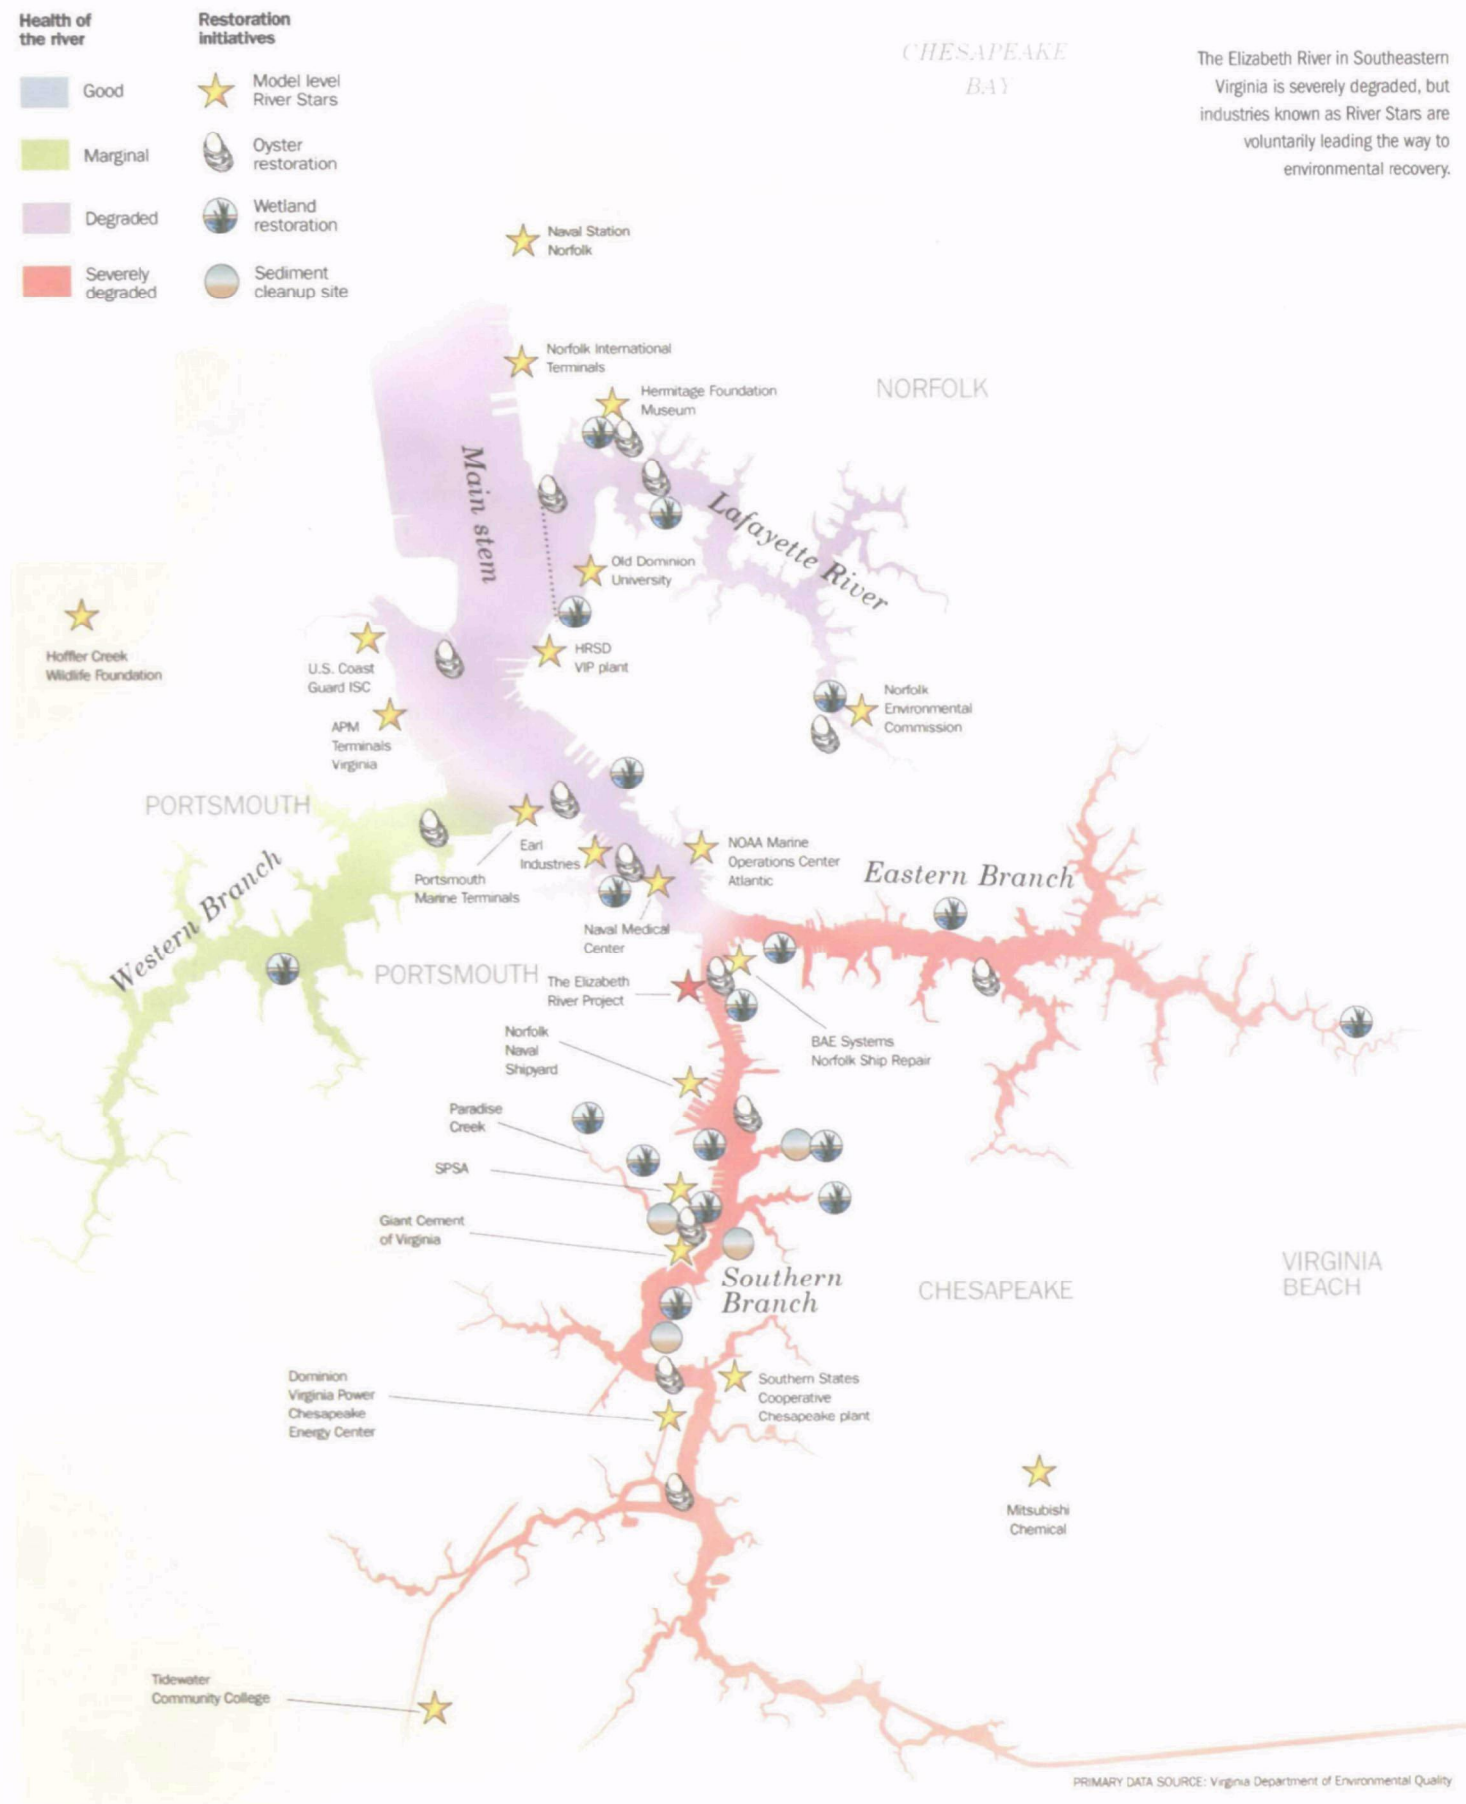 Health of
the river
Good
Marginal
Degraded
Severely
degraded
Restoration
initiatives
Model level
River Stars
Oyster
restoration
Wetland
restoration
Sediment
cleanup site
CHESAPEAKE
BAY
The Elizabeth River in Southeastern
Virginia is severely degraded, but
industries known as River Stars are
voluntarily leading the way to
environmental recovery.
Naval Station
Norfolk
Norfolk International
Terminals
Hermitage Foundation
Museum
NORFOLK
Main stem
Lafayette River
Old Dominion
University
Hoffler Creek
Wildlife Foundation
U.S. Coast
Guard ISC
HRSD
VIP plant
APM
Terminals
Virginia
Norfolk
Environmental
Commission
PORTSMOUTH
Western Branch
Earl
Industries
Portsmouth
Marine Terminals
NOAA Marine
Operations Center
Atlantic
Eastern Branch
Naval Medical
Center
PORTSMOUTH
The Elizabeth
River Project
Norfolk
Naval
Shipyard
BAE Systems
Norfolk Ship Repair
Paradise
Creek
SPSA
Giant Cement
of Virginia
Southern
Branch
CHESAPEAKE
VIRGINIA
BEACH
Dominion
Virginia Power
Chesapeake
Energy Center
Southern States
Cooperative
Chesapeake plant
Mitsubishi
Chemical
Tidewater
Community College
PRIMARY DATA SOURCE: Virginia Department of Environmental Quality